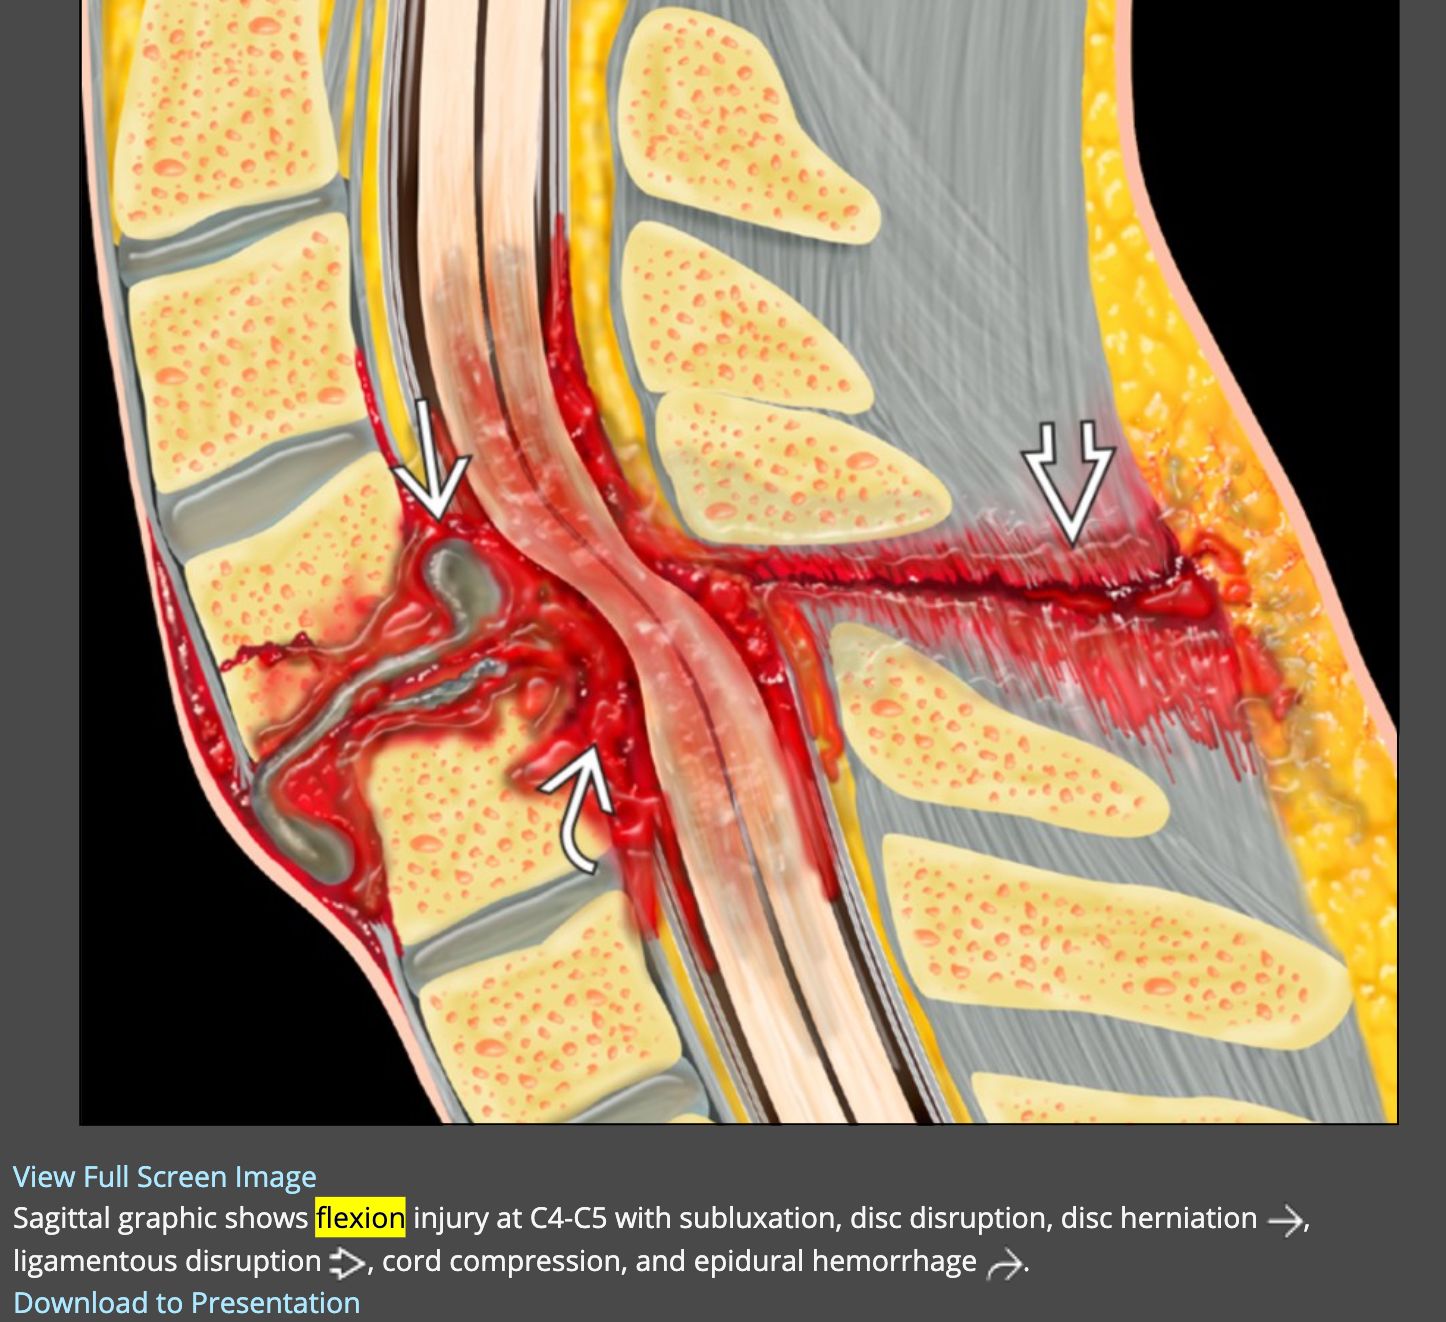 View Full Screen Image
Sagittal graphic shows flexion injury at C4-C5 with subluxation, disc disruption, disc herniation →,
ligamentous disruption ⇨, cord compression, and epidural hemorrhage ↷.
Download to Presentation